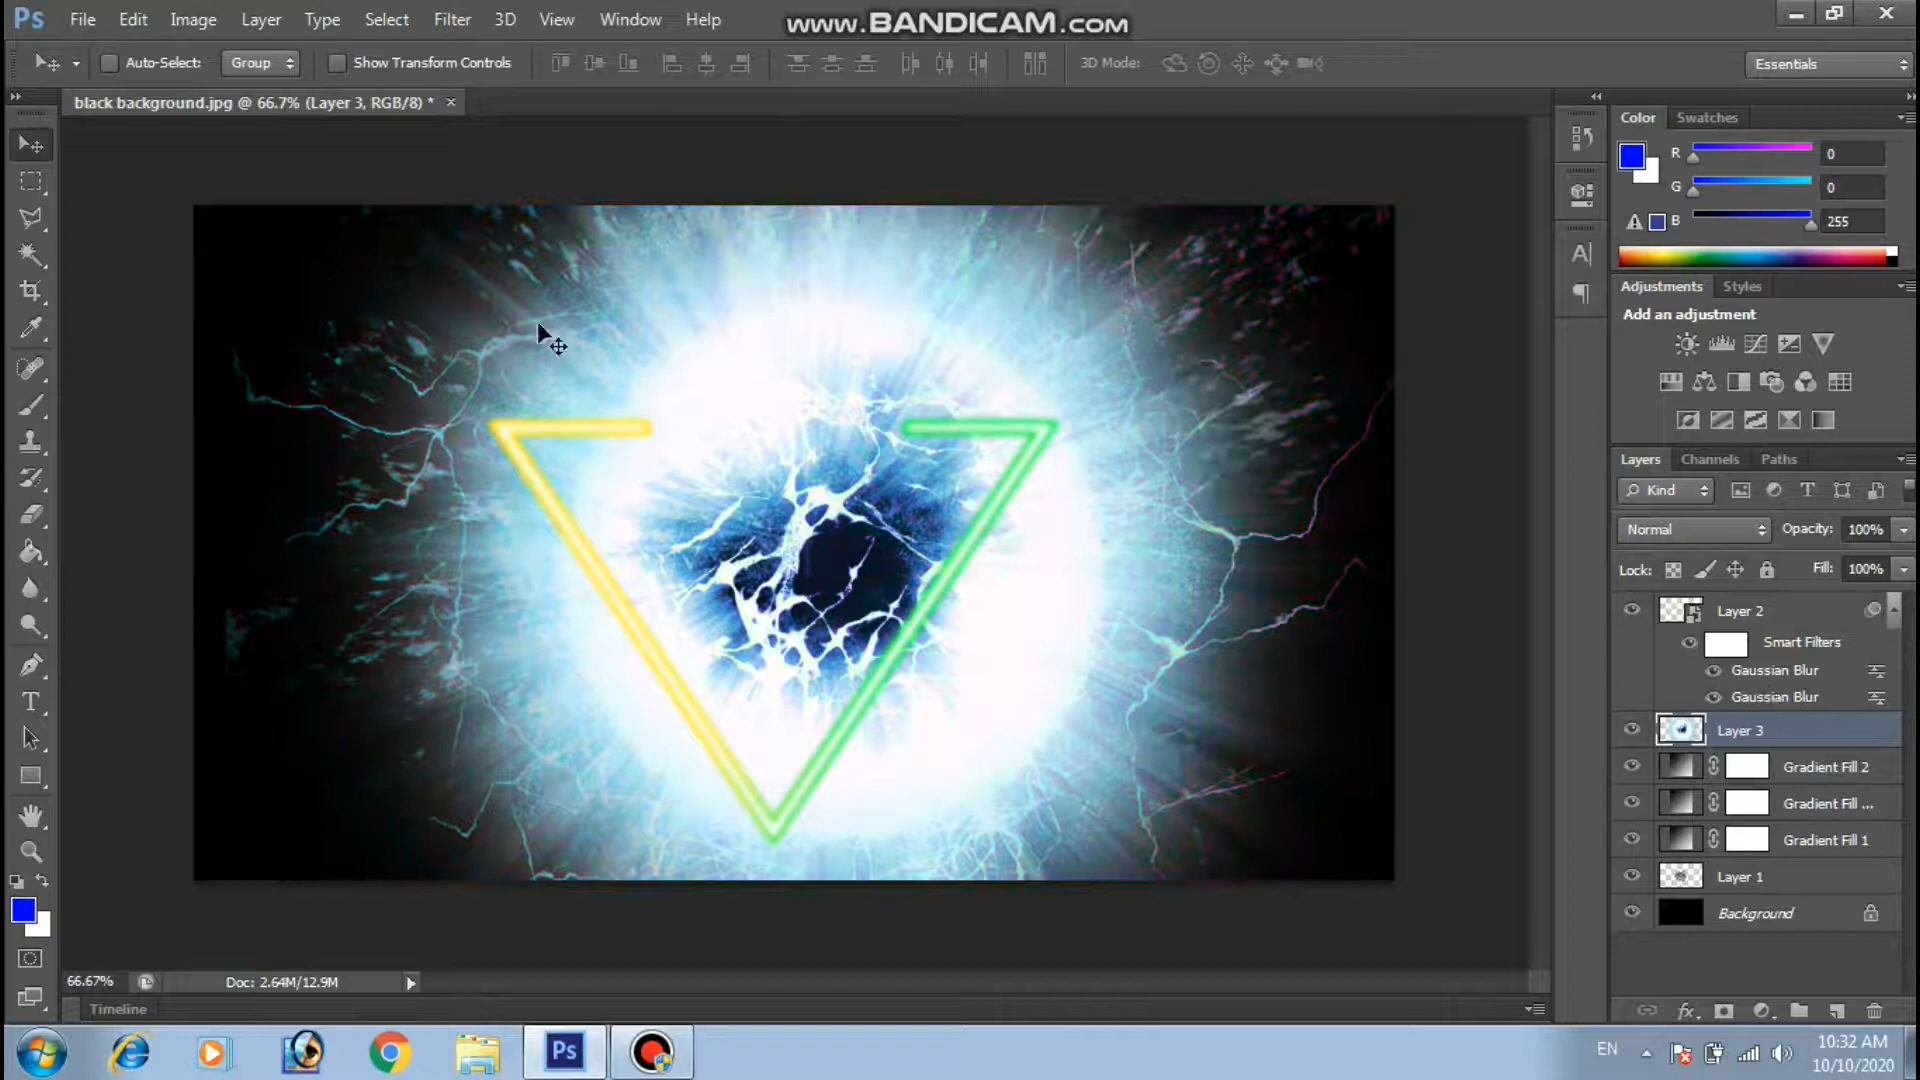 Ps File Edit Image Layer Type Select Filter 3D View Window Help
www.BANDICAM.com
Auto-Select: Group Show Transform Controls 3D Mode: Essentials
black background.jpg @ 66.7% (Layer 3, RGB/8) * ×
Color Swatches
R 0
G 0
B 255
Adjustments Styles
Add an adjustment
Layers Channels Paths
Kind
Normal Opacity: 100%
Lock: Fill: 100%
Layer 2
Smart Filters
Gaussian Blur
Gaussian Blur
Layer 3
Gradient Fill 2
Gradient Fill ...
Gradient Fill 1
Layer 1
Background
66.67% Doc: 2.64M/12.9M
Timeline
Ps
EN
10:32 AM
10/10/2020